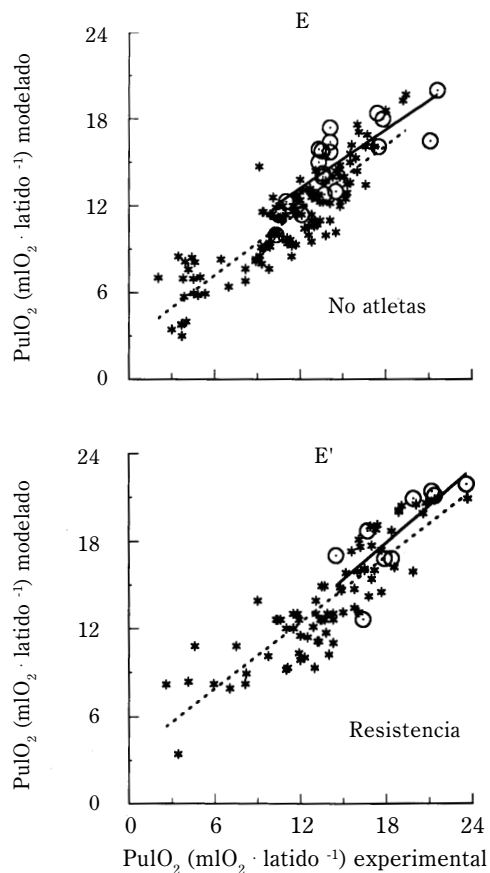 E
PulO₂ (mlO₂ · latido ⁻¹) modelado
24
18
12
6
0
No atletas
E'
PulO₂ (mlO₂ · latido ⁻¹) modelado
24
18
12
6
0
Resistencia
0 6 12 18 24
PulO₂ (mlO₂ · latido ⁻¹) experimental